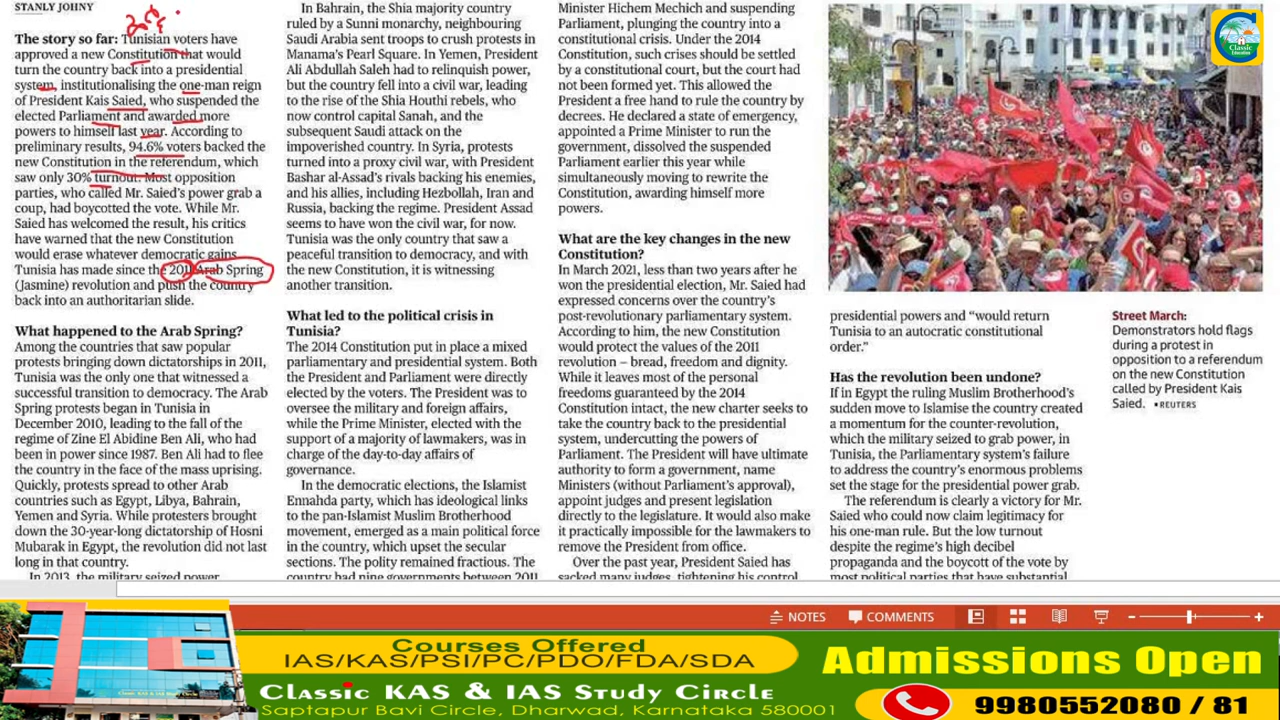 STANLY JOHNY
The story so far: Tunisian voters have
approved a new Constitution that would
turn the country back into a presidential
system, institutionalising the one-man reign
of President Kais Saied, who suspended the
elected Parliament and awarded more
powers to himself last year. According to
preliminary results, 94.6% voters backed the
new Constitution in the referendum, which
saw only 30% turnout. Most opposition
parties, who called Mr. Saied’s power grab a
coup, had boycotted the vote. While Mr.
Saied has welcomed the result, his critics
have warned that the new Constitution
would erase whatever democratic gains
Tunisia has made since the 2011 Arab Spring
(Jasmine) revolution and push the country
back into an authoritarian slide.
What happened to the Arab Spring?
Among the countries that saw popular
protests bringing down dictatorships in 2011,
Tunisia was the only one that witnessed a
successful transition to democracy. The Arab
Spring protests began in Tunisia in
December 2010, leading to the fall of the
regime of Zine El Abidine Ben Ali, who had
been in power since 1987. Ben Ali had to flee
the country in the face of the mass uprising.
Quickly, protests spread to other Arab
countries such as Egypt, Libya, Bahrain,
Yemen and Syria. While protesters brought
down the 30-year-long dictatorship of Hosni
Mubarak in Egypt, the revolution did not last
long in that country.
In 2013, the military seized power
In Bahrain, the Shia majority country
ruled by a Sunni monarchy, neighbouring
Saudi Arabia sent troops to crush protests in
Manama’s Pearl Square. In Yemen, President
Ali Abdullah Saleh had to relinquish power,
but the country fell into a civil war, leading
to the rise of the Shia Houthi rebels, who
now control capital Sanah, and the
subsequent Saudi attack on the
impoverished country. In Syria, protests
turned into a proxy civil war, with President
Bashar al-Assad’s rivals backing his enemies,
and his allies, including Hezbollah, Iran and
Russia, backing the regime. President Assad
seems to have won the civil war, for now.
Tunisia was the only country that saw a
peaceful transition to democracy, and with
the new Constitution, it is witnessing
another transition.
What led to the political crisis in
Tunisia?
The 2014 Constitution put in place a mixed
parliamentary and presidential system. Both
the President and Parliament were directly
elected by the voters. The President was to
oversee the military and foreign affairs,
while the Prime Minister, elected with the
support of a majority of lawmakers, was in
charge of the day-to-day affairs of
governance.
In the democratic elections, the Islamist
Ennahda party, which has ideological links
to the pan-Islamist Muslim Brotherhood
movement, emerged as a main political force
in the country, which upset the secular
sections. The polity remained fractious. The
country had nine governments between 2011
Minister Hichem Mechich and suspending
Parliament, plunging the country into a
constitutional crisis. Under the 2014
Constitution, such crises should be settled
by a constitutional court, but the court had
not been formed yet. This allowed the
President a free hand to rule the country by
decrees. He declared a state of emergency,
appointed a Prime Minister to run the
government, dissolved the suspended
Parliament earlier this year while
simultaneously moving to rewrite the
Constitution, awarding himself more
powers.
What are the key changes in the new
Constitution?
In March 2021, less than two years after he
won the presidential election, Mr. Saied had
expressed concerns over the country’s
post-revolutionary parliamentary system.
According to him, the new Constitution
would protect the values of the 2011
revolution – bread, freedom and dignity.
While it leaves most of the personal
freedoms guaranteed by the 2014
Constitution intact, the new charter seeks to
take the country back to the presidential
system, undercutting the powers of
Parliament. The President will have ultimate
authority to form a government, name
Ministers (without Parliament’s approval),
appoint judges and present legislation
directly to the legislature. It would also make
it practically impossible for the lawmakers to
remove the President from office.
Over the past year, President Saied has
sacked many judges, tightening his control
presidential powers and “would return
Tunisia to an autocratic constitutional
order.”
Has the revolution been undone?
If in Egypt the ruling Muslim Brotherhood’s
sudden move to Islamise the country created
a momentum for the counter-revolution,
which the military seized to grab power, in
Tunisia, the Parliamentary system’s failure
to address the country’s enormous problems
set the stage for the presidential power grab.
The referendum is clearly a victory for Mr.
Saied who could now claim legitimacy for
his one-man rule. But the low turnout
despite the regime’s high decibel
propaganda and the boycott of the vote by
most political parties that have substantial
Street March:
Demonstrators hold flags
during a protest in
opposition to a referendum
on the new Constitution
called by President Kais
Saied. • REUTERS
Classic
Education
NOTES
COMMENTS
Courses Offered
IAS/KAS/PSI/PC/PDO/FDA/SDA
Classic KAS & IAS Study Circle
Saptapur Bavi Circle, Dharwad, Karnataka 580001
Admissions Open
9980552080 / 81